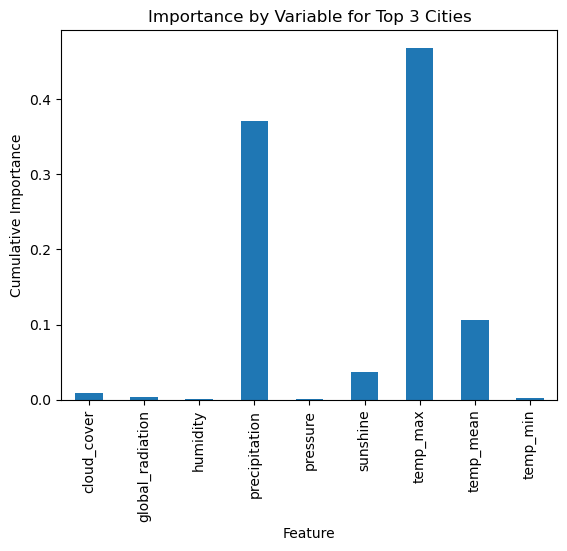 Importance by Variable for Top 3 Cities
Cumulative Importance
0.4
0.3
0.2
0.1
0.0
cloud_cover
global_radiation
humidity
precipitation
pressure
sunshine
temp_max
temp_mean
temp_min
Feature